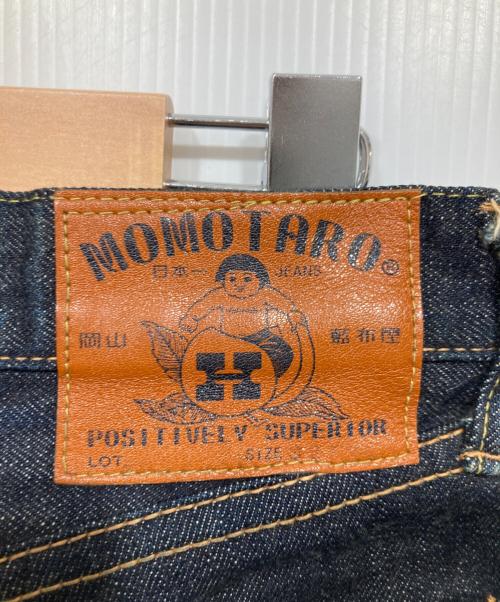 MOMOTARO®
日本一 JEANS
岡山 藍布屋
H
POSITIVELY SUPERIOR
LOT SIZE